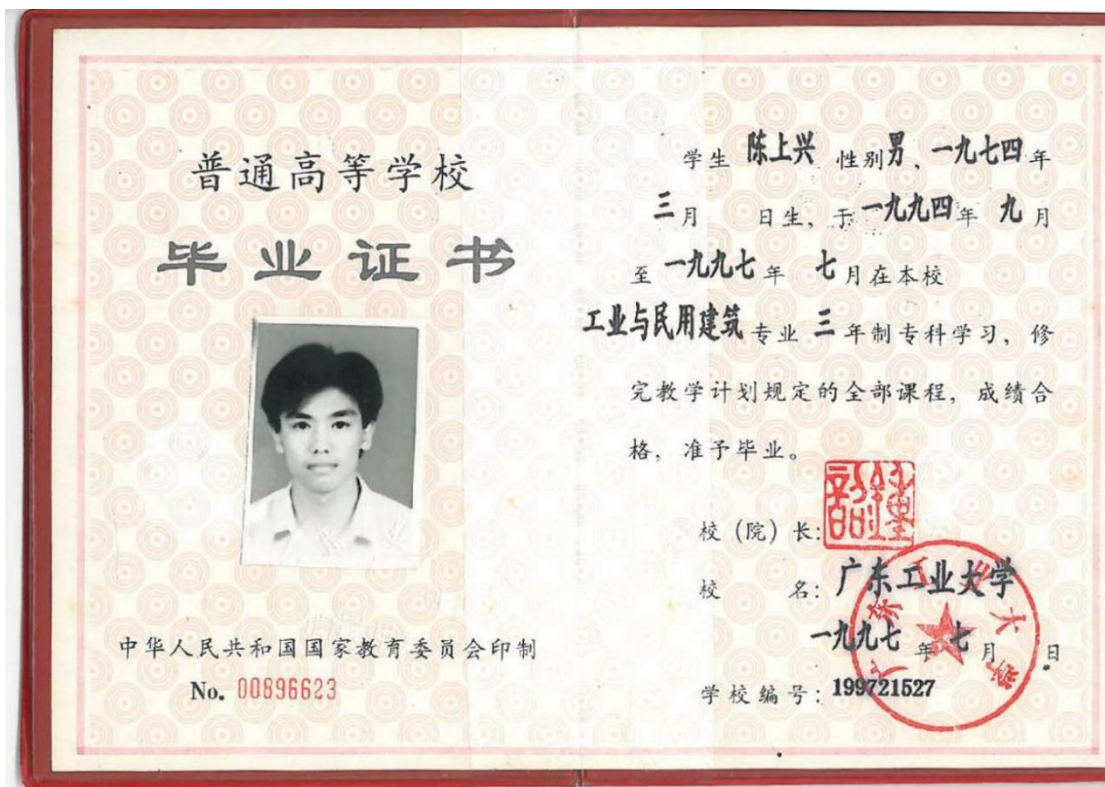 普通高等学校
毕业证书
中华人民共和国国家教育委员会印制
No. 00896623
学生 陈上兴 性别男，一九七四年
三月 日生，于一九九四年 九月
至一九九七年 七月在本校
工业与民用建筑专业 三 年制专科学习，修
完教学计划规定的全部课程，成绩合
格，准予毕业。
校（院）长：
校 名：广东工业大学
一九九七年 七月 日
学校编号：199721527
广东工业大学